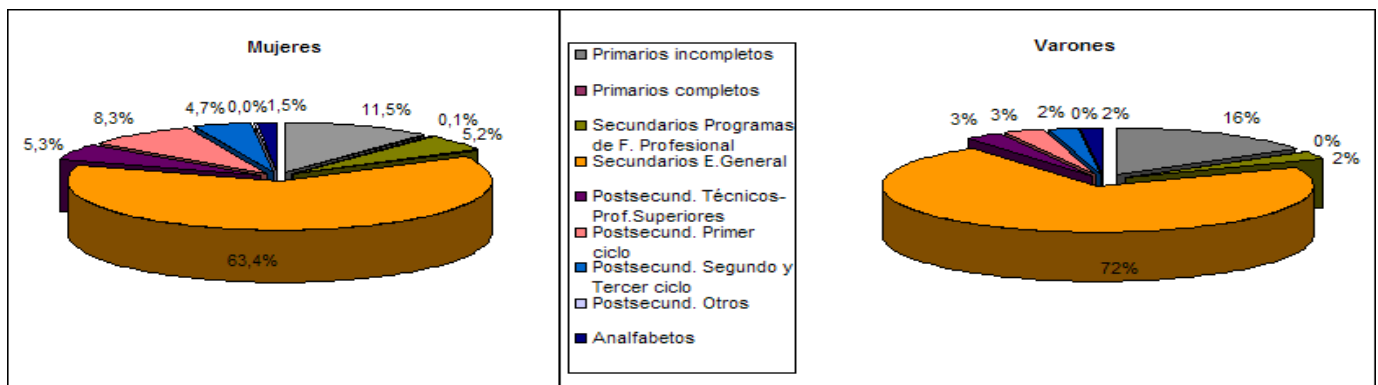 Mujeres
11,5%
0,1%
5,2%
63,4%
5,3%
8,3%
4,7%
0,0%
1,5%
Primarios incompletos
Primarios completos
Secundarios Programas
de F. Profesional
Secundarios E.General
Postsecund. Técnicos-
Prof.Superiores
Postsecund. Primer
ciclo
Postsecund. Segundo y
Tercer ciclo
Postsecund. Otros
Analfabetos
Varones
16%
0%
2%
72%
3%
3%
2%
0%
2%